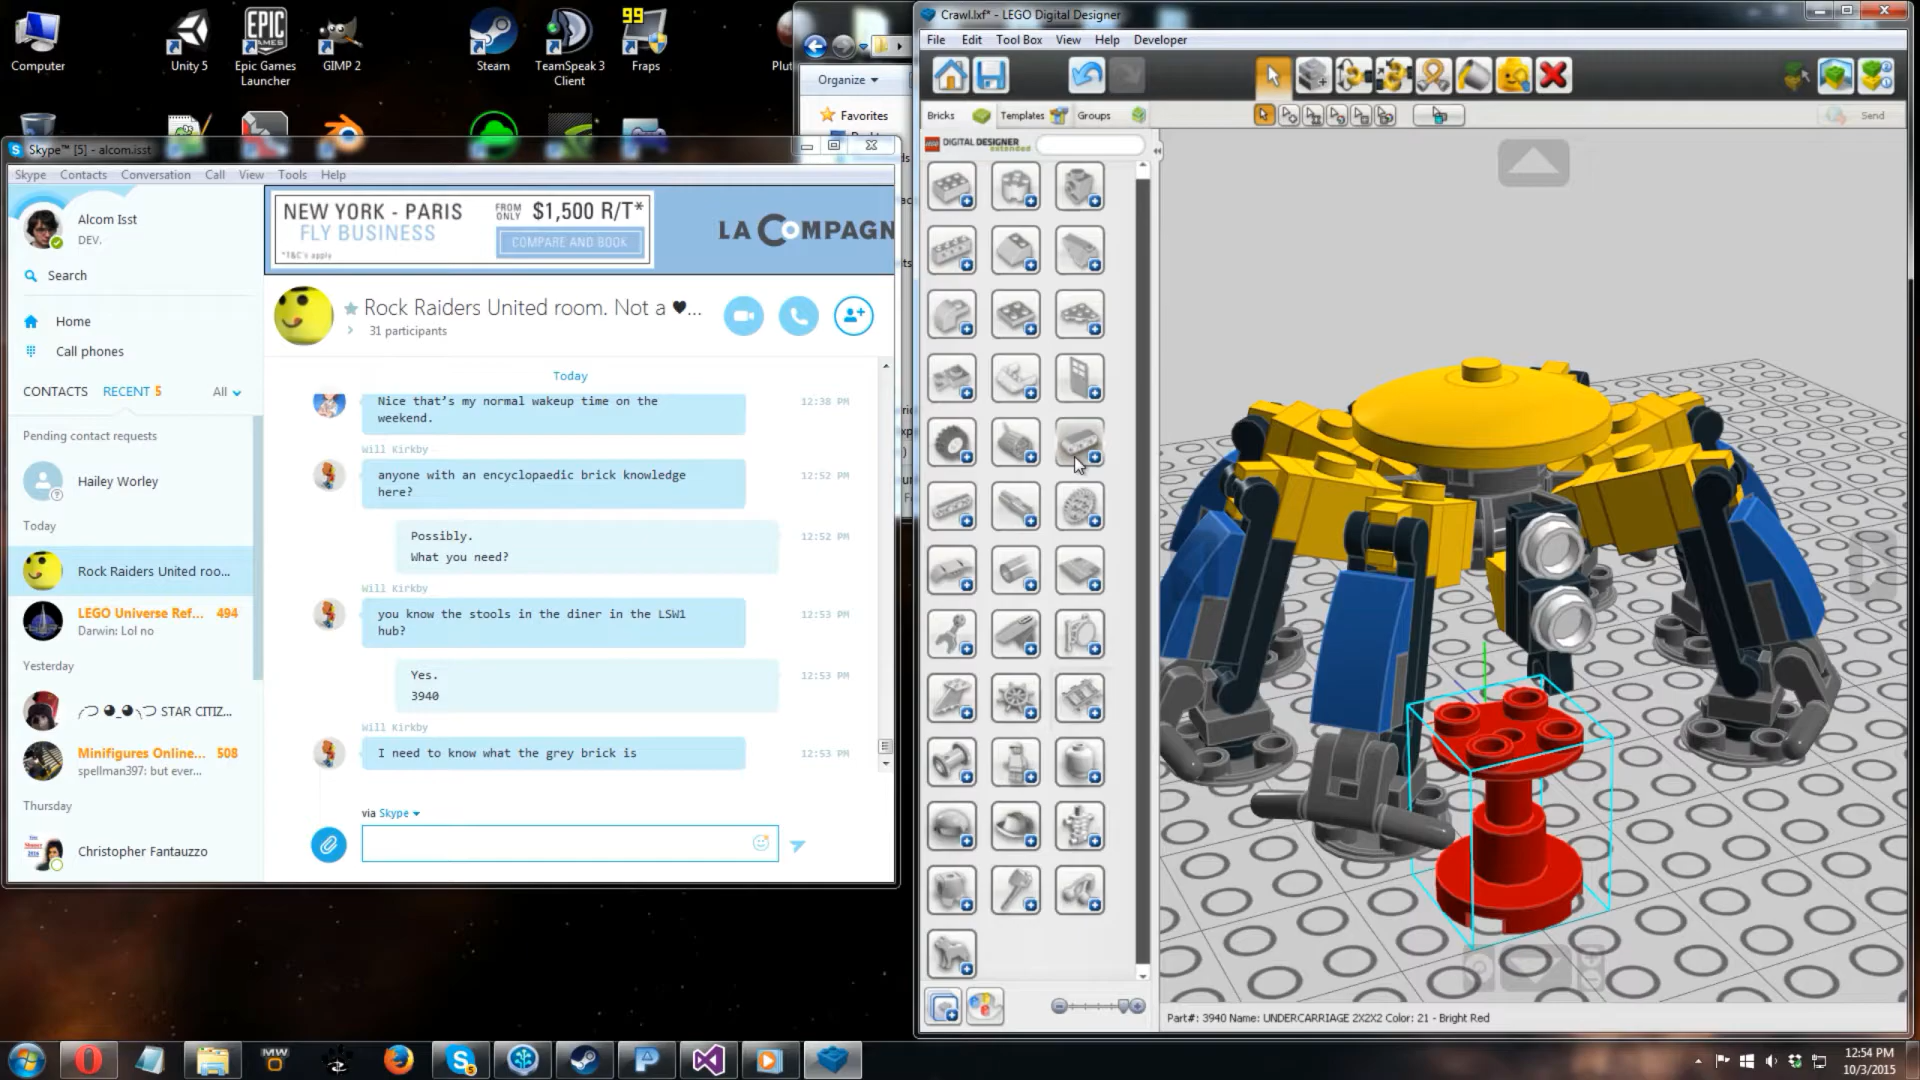 Computer
Unity 5
Epic Games
Launcher
EPIC
GAMES
GIMP 2
Steam
TeamSpeak 3
Client
99
Fraps
Skype™ [5] - alcom.isst
Skype Contacts Conversation Call View Tools Help
Alcom Isst
DEV.
Search
Home
Call phones
CONTACTS RECENT 5 All
Pending contact requests
Hailey Worley
Today
Rock Raiders United roo...
LEGO Universe Ref... 494
Darwin: Lol no
Yesterday
STAR CITIZ...
Minifigures Online... 508
spellman397: but ever...
Thursday
Christopher Fantauzzo
NEW YORK - PARIS
FLY BUSINESS
*T&C's apply
FROM
ONLY $1,500 R/T*
COMPARE AND BOOK
LA COMPAGN
Rock Raiders United room. Not a ♥...
31 participants
Today
Nice that's my normal wakeup time on the
weekend.
12:38 PM
Will Kirkby
anyone with an encyclopaedic brick knowledge
here?
12:52 PM
Possibly.
What you need?
12:52 PM
Will Kirkby
you know the stools in the diner in the LSW1
hub?
12:53 PM
Yes.
3940
12:53 PM
Will Kirkby
I need to know what the grey brick is
12:53 PM
via Skype
Organize
Favorites
Crawl.lxf* - LEGO Digital Designer
File Edit Tool Box View Help Developer
Bricks Templates Groups
Send
DIGITAL DESIGNER
extended
Part#: 3940 Name: UNDERCARRIAGE 2X2X2 Color: 21 - Bright Red
MW
12:54 PM
10/3/2015